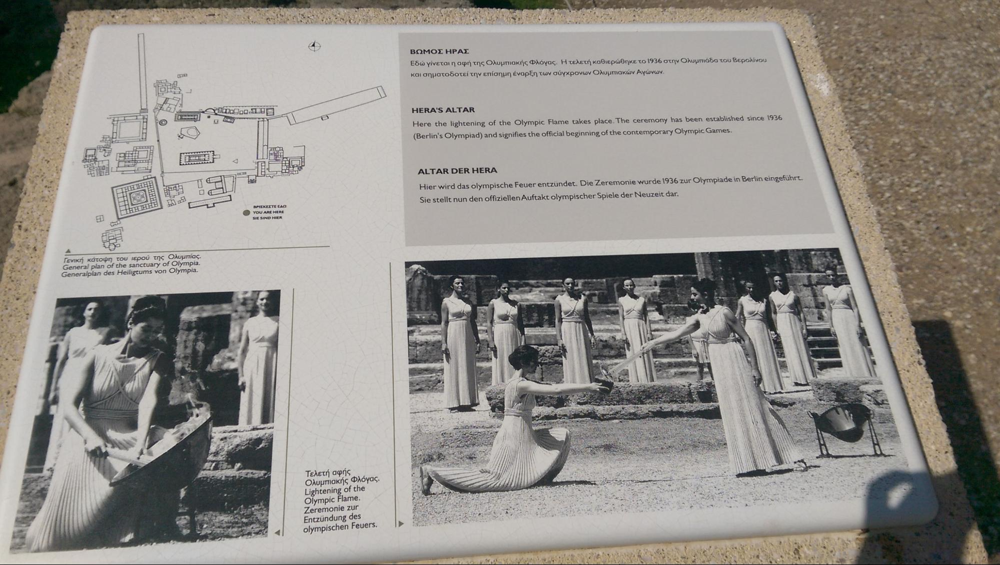 ΒΩΜΟΣ ΗΡΑΣ
Εδώ γίνεται η αφή της Ολυμπιακής Φλόγας. Η τελετή καθιερώθηκε το 1936 στην Ολυμπιάδα του Βερολίνου
και σηματοδοτεί την επίσημη έναρξη των σύγχρονων Ολυμπιακών Αγώνων.
HERA'S ALTAR
Here the lightening of the Olympic Flame takes place. The ceremony has been established since 1936
(Berlin's Olympiad) and signifies the official beginning of the contemporary Olympic Games.
ALTAR DER HERA
Hier wird das olympische Feuer entzündet. Die Zeremonie wurde 1936 zur Olympiade in Berlin eingeführt.
Sie stellt nun den offiziellen Auftakt olympischer Spiele der Neuzeit dar.
ΒΡΙΣΚΕΣΤΕ ΕΔΩ
YOU ARE HERE
SIE SIND HIER
Γενική κάτοψη του ιερού της Ολυμπίας.
General plan of the sanctuary of Olympia.
Generalplan des Heiligtums von Olympia.
Τελετή αφής
Ολυμπιακής Φλόγας.
Lightening of the
Olympic Flame.
Zeremonie zur
Entzündung des
olympischen Feuers.